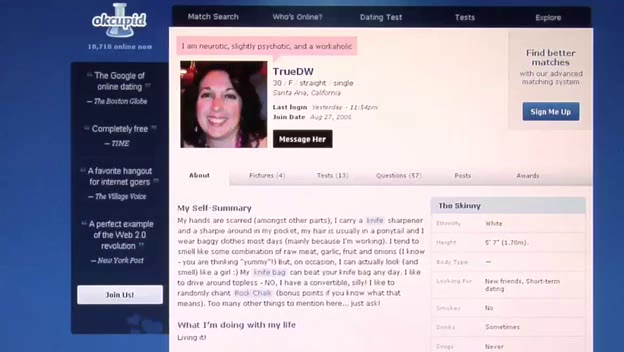 okcupid
18,718 online now
Match Search
Who's Online?
Dating Test
Tests
Explore
I am neurotic, slightly psychotic, and a workaholic
TrueDW
30 / F / straight / single
Santa Ana, California
Last login Yesterday - 11:54pm
Join Date Aug 27, 2006
Message Her
Find better
matches
with our advanced
matching system
Sign Me Up
“ The Google of
online dating ”
— The Boston Globe
“ Completely free ”
— TIME
“ A favorite hangout
for internet goers ”
— The Village Voice
“ A perfect example
of the Web 2.0
revolution ”
— New York Post
Join Us!
About
Pictures (4)
Tests (13)
Questions (57)
Posts
Awards
My Self-Summary
My hands are scarred (amongst other parts), I carry a knife sharpener
and a sharpie around in my pocket, my hair is usually in a ponytail and I
wear baggy clothes most days (mainly because I'm working). I tend to
smell like some combination of raw meat, garlic, fruit and onions (I know
- you are thinking "yummy"!) But, on occasion, I can actually look (and
smell) like a girl :) My knife bag can beat your knife bag any day. I like
to drive around topless - NO, I have a convertible, silly! I like to
randomly chant Rock Chalk (bonus points if you know what that
means). Too many other things to mention here... just ask!
What I'm doing with my life
Living it!
The Skinny
Ethnicity White
Height 5' 7" (1.70m).
Body Type —
Looking For New friends, Short-term
dating
Smokes No
Drinks Sometimes
Drugs Never